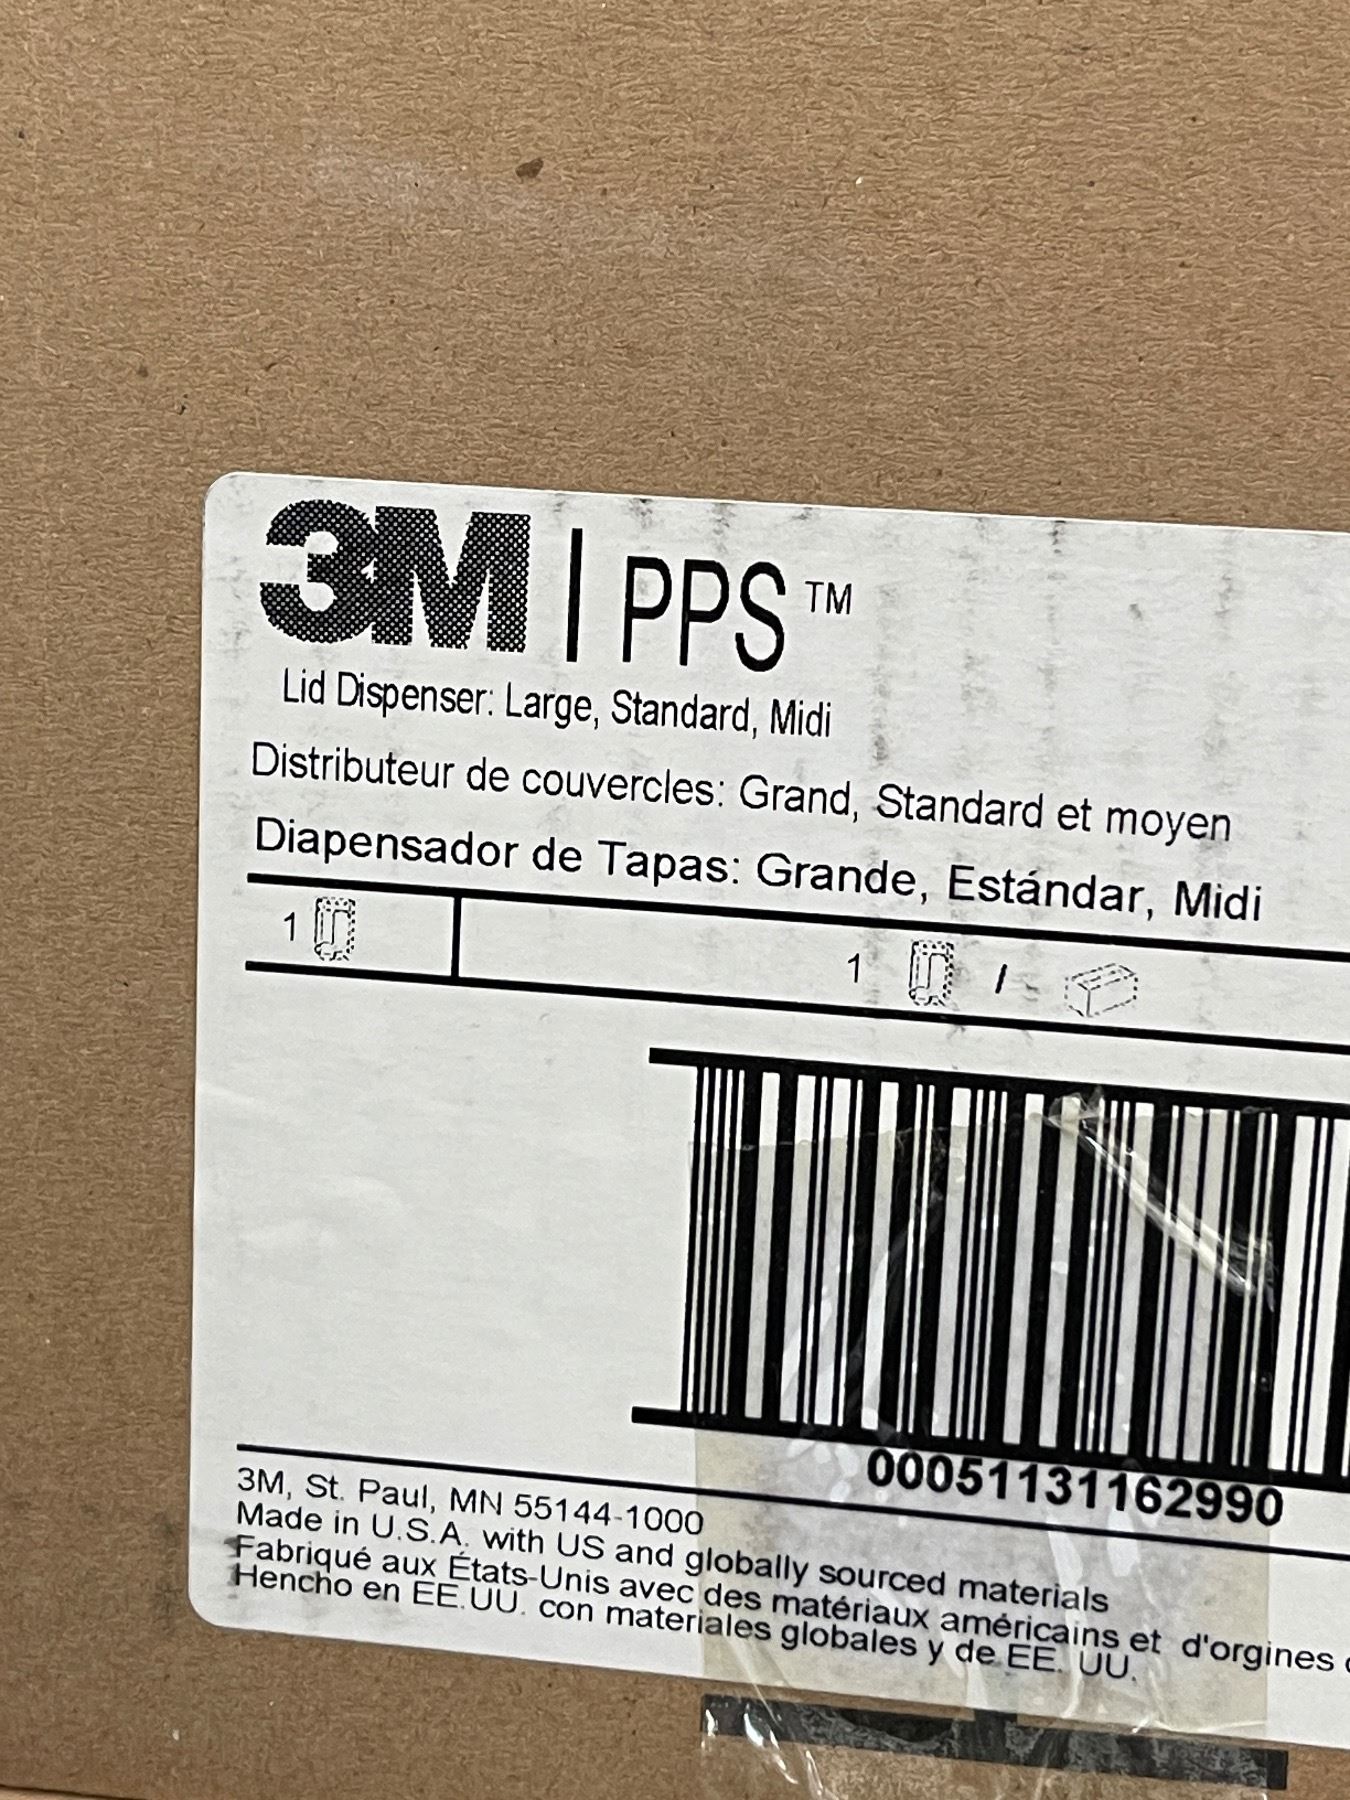 3M | PPS™
Lid Dispenser: Large, Standard, Midi
Distributeur de couvercles: Grand, Standard et moyen
Diapensador de Tapas: Grande, Estándar, Midi
1 1 /
00051131162990
3M, St. Paul, MN 55144-1000
Made in U.S.A. with US and globally sourced materials
Fabriqué aux États-Unis avec des matériaux américains et d'orgines
Hencho en EE.UU. con materiales globales y de EE. UU.